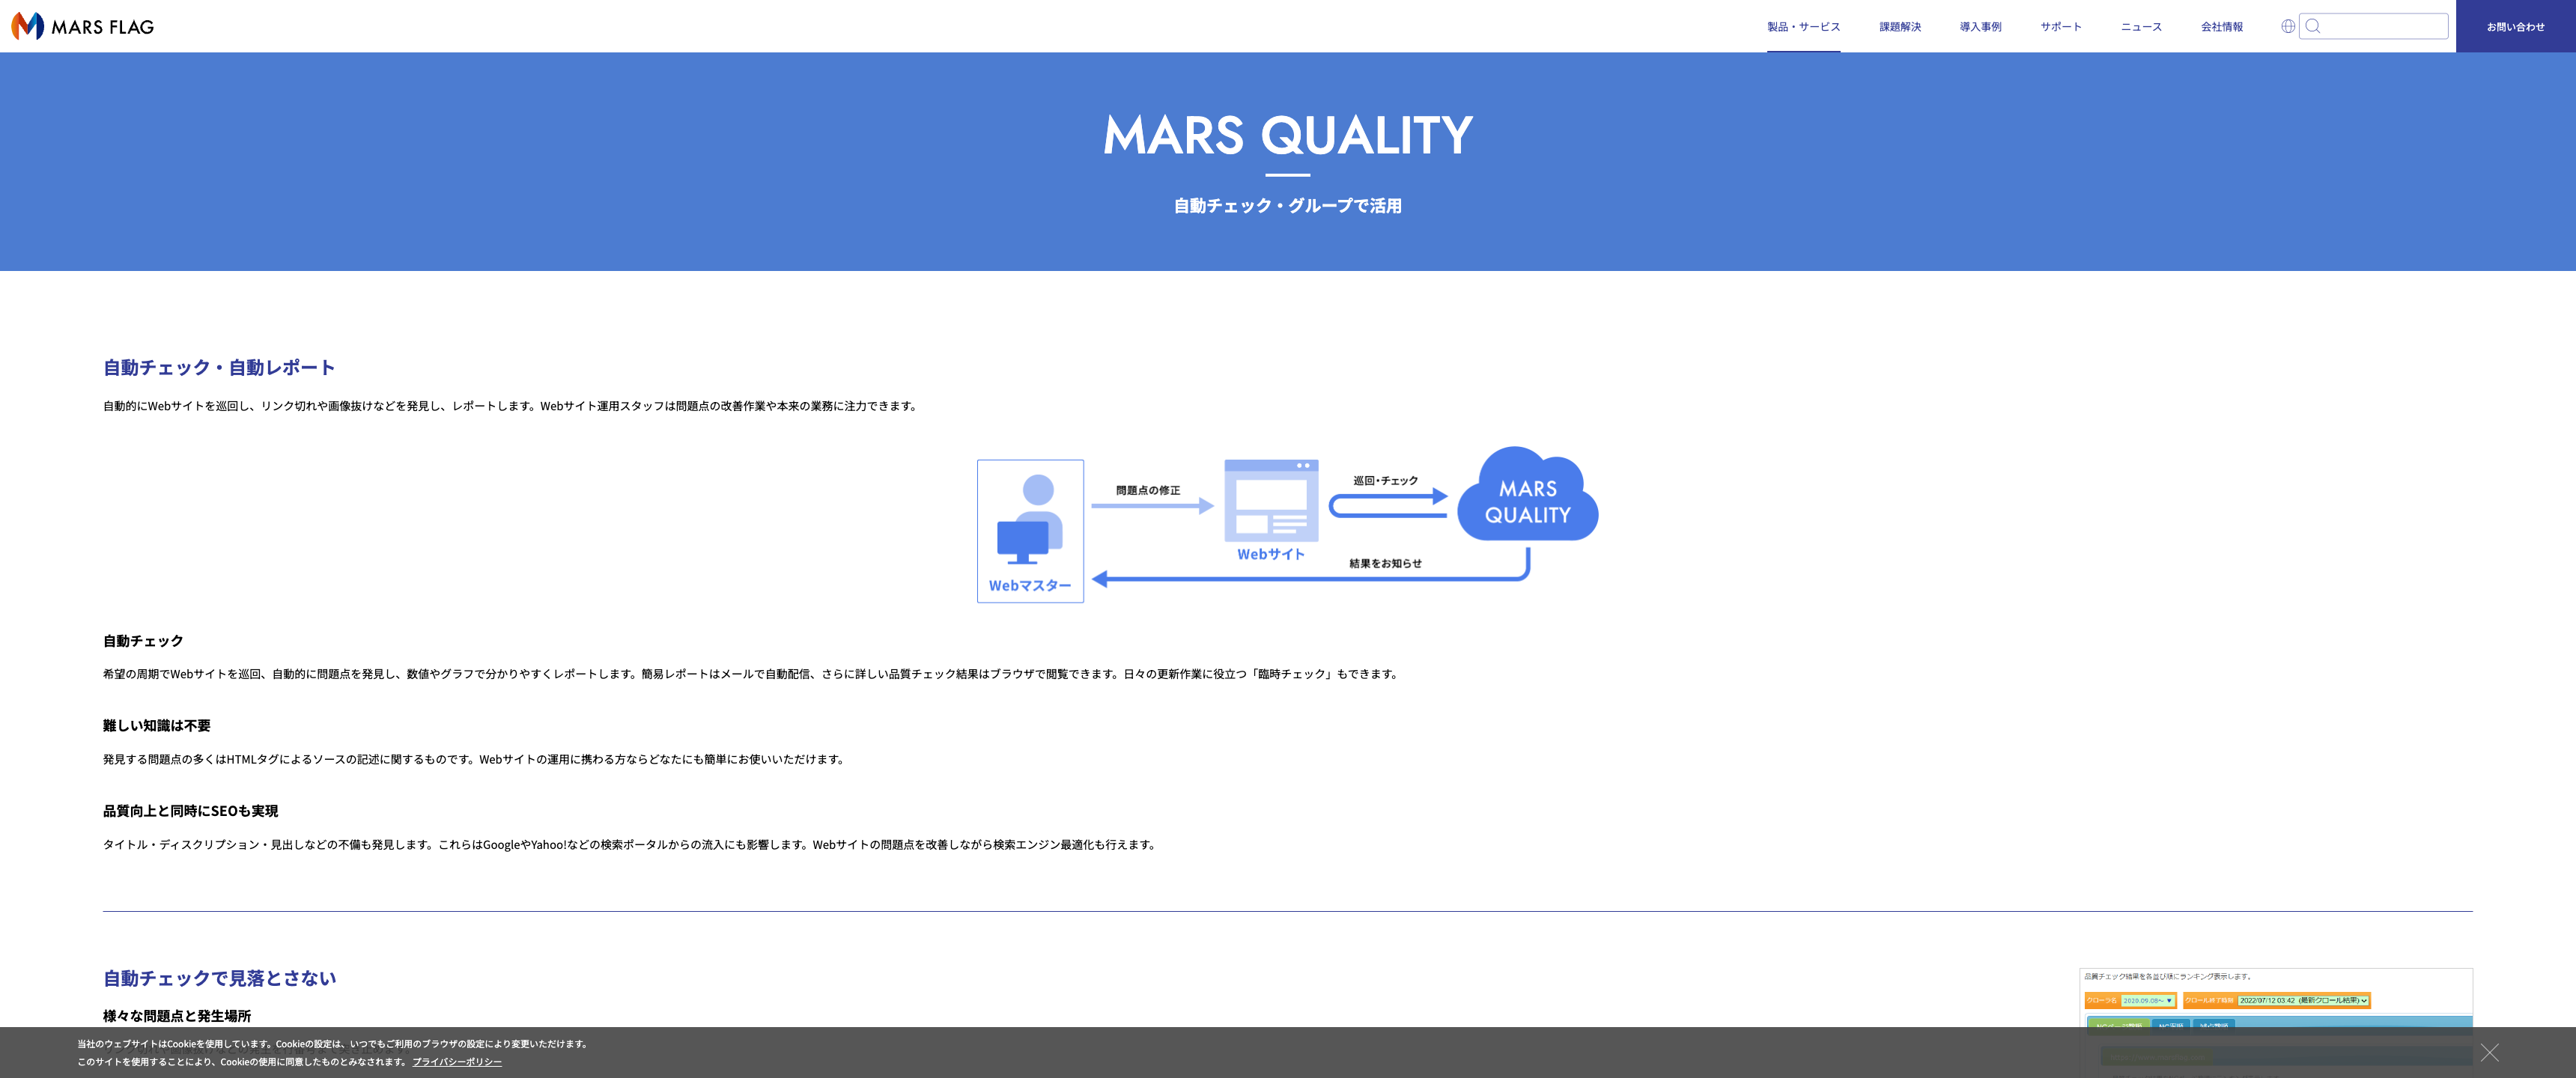 MARS FLAG
製品・サービス
課題解決
導入事例
サポート
ニュース
会社情報
お問い合わせ
MARS QUALITY
自動チェック・グループで活用
自動チェック・自動レポート
自動的にWebサイトを巡回し、リンク切れや画像抜けなどを発見し、レポートします。Webサイト運用スタッフは問題点の改善作業や本来の業務に注力できます。
問題点の修正
巡回・チェック
MARS
QUALITY
Webサイト
結果をお知らせ
Webマスター
自動チェック
希望の周期でWebサイトを巡回、自動的に問題点を発見し、数値やグラフで分かりやすくレポートします。簡易レポートはメールで自動配信、さらに詳しい品質チェック結果はブラウザで閲覧できます。日々の更新作業に役立つ「臨時チェック」もできます。
難しい知識は不要
発見する問題点の多くはHTMLタグによるソースの記述に関するものです。Webサイトの運用に携わる方ならどなたにも簡単にお使いいただけます。
品質向上と同時にSEOも実現
タイトル・ディスクリプション・見出しなどの不備も発見します。これらはGoogleやYahoo!などの検索ポータルからの流入にも影響します。Webサイトの問題点を改善しながら検索エンジン最適化も行えます。
自動チェックで見落とさない
品質チェック結果を各並び順にランキング表示します。
クローラ名 2020.09.08〜 ▼ クロール終了時刻 2022/07/12 03:42 (最新クロール結果)
様々な問題点と発生場所
当社のウェブサイトはCookieを使用しています。Cookieの設定は、いつでもご利用のブラウザの設定により変更いただけます。
このサイトを使用することにより、Cookieの使用に同意したものとみなされます。 プライバシーポリシー